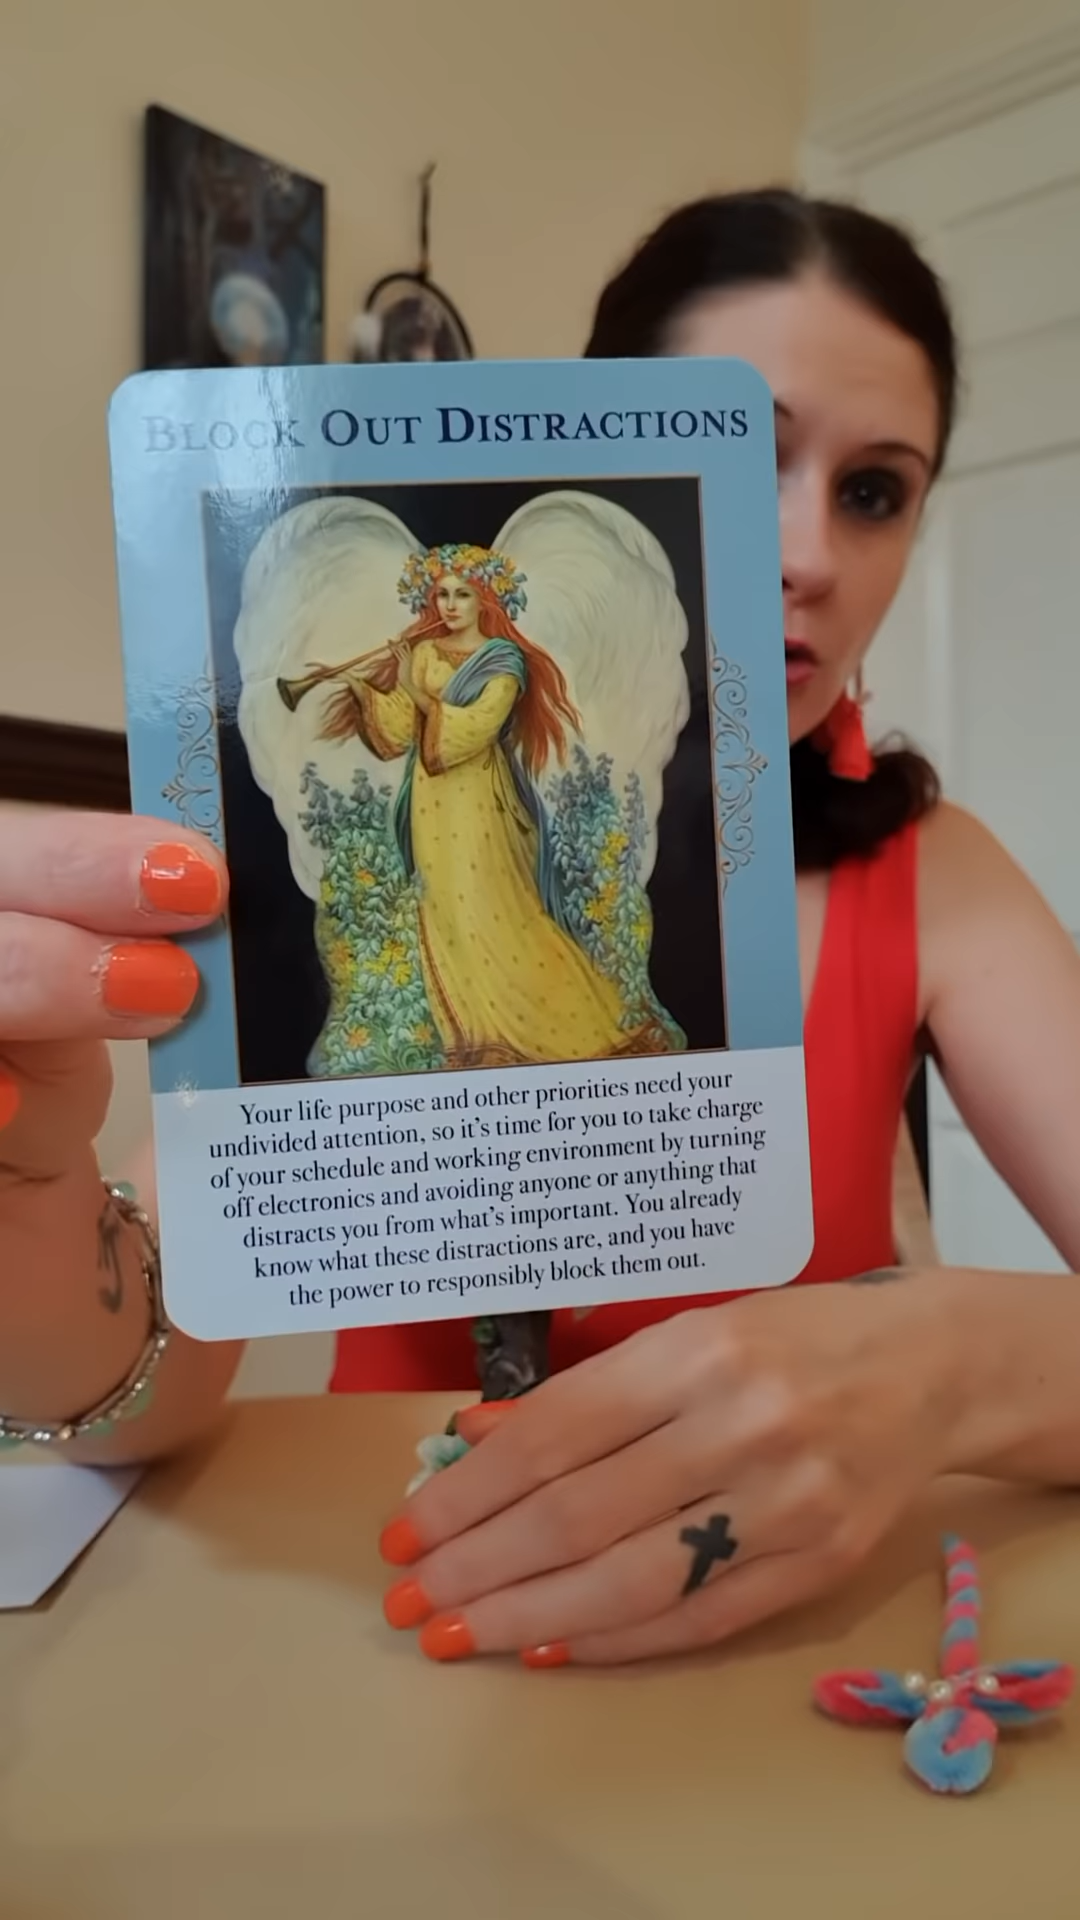 Block Out Distractions
Your life purpose and other priorities need your
undivided attention, so it's time for you to take charge
of your schedule and working environment by turning
off electronics and avoiding anyone or anything that
distracts you from what's important. You already
know what these distractions are, and you have
the power to responsibly block them out.